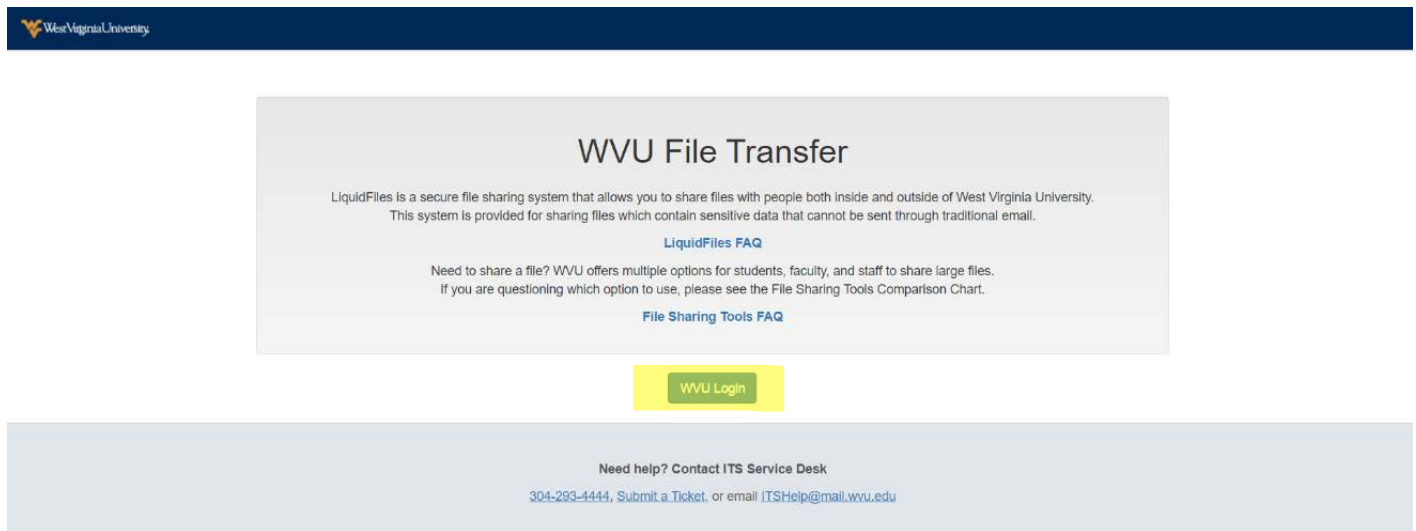 West Virginia University.
WVU File Transfer
LiquidFiles is a secure file sharing system that allows you to share files with people both inside and outside of West Virginia University.
This system is provided for sharing files which contain sensitive data that cannot be sent through traditional email.
LiquidFiles FAQ
Need to share a file? WVU offers multiple options for students, faculty, and staff to share large files.
If you are questioning which option to use, please see the File Sharing Tools Comparison Chart.
File Sharing Tools FAQ
WVU Login
Need help? Contact ITS Service Desk
304-293-4444, Submit a Ticket, or email ITSHelp@mail.wvu.edu